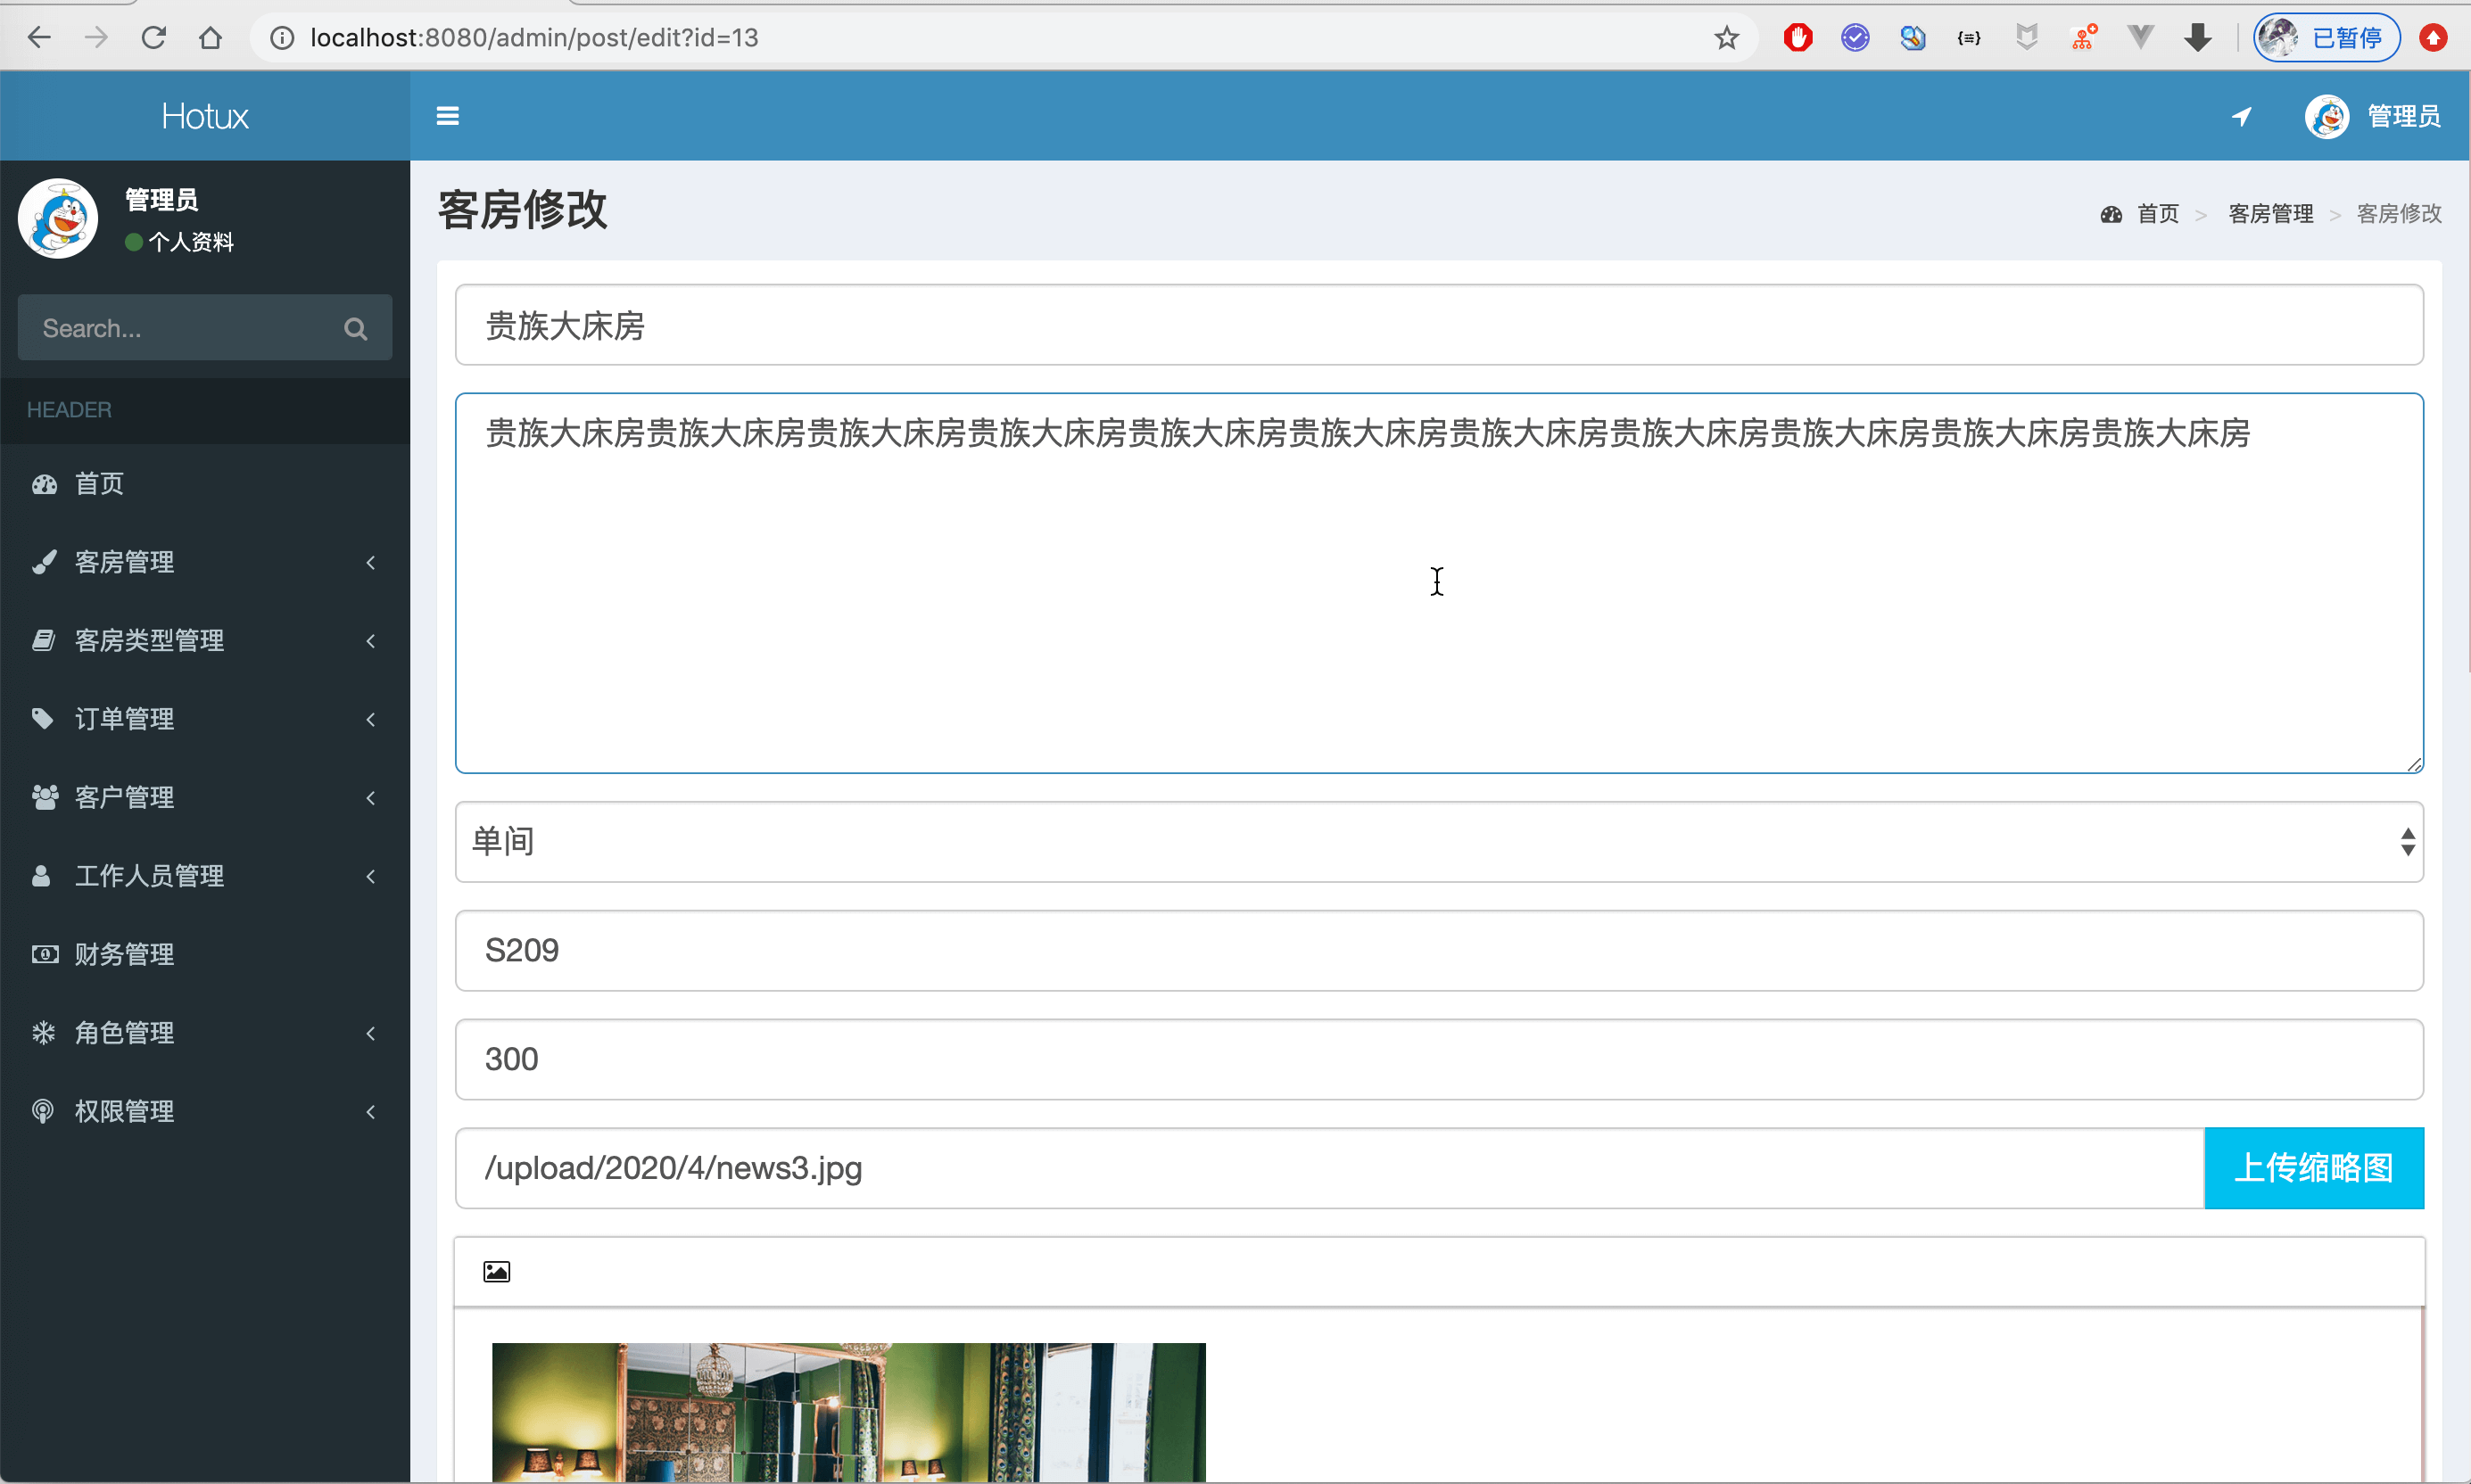 localhost:8080/admin/post/edit?id=13
已暂停
Hotux
管理员
管理员
个人资料
Search...
HEADER
首页
客房管理
客房类型管理
订单管理
客户管理
工作人员管理
财务管理
角色管理
权限管理
客房修改
首页 > 客房管理 > 客房修改
贵族大床房
贵族大床房贵族大床房贵族大床房贵族大床房贵族大床房贵族大床房贵族大床房贵族大床房贵族大床房贵族大床房贵族大床房
单间
S209
300
/upload/2020/4/news3.jpg
上传缩略图